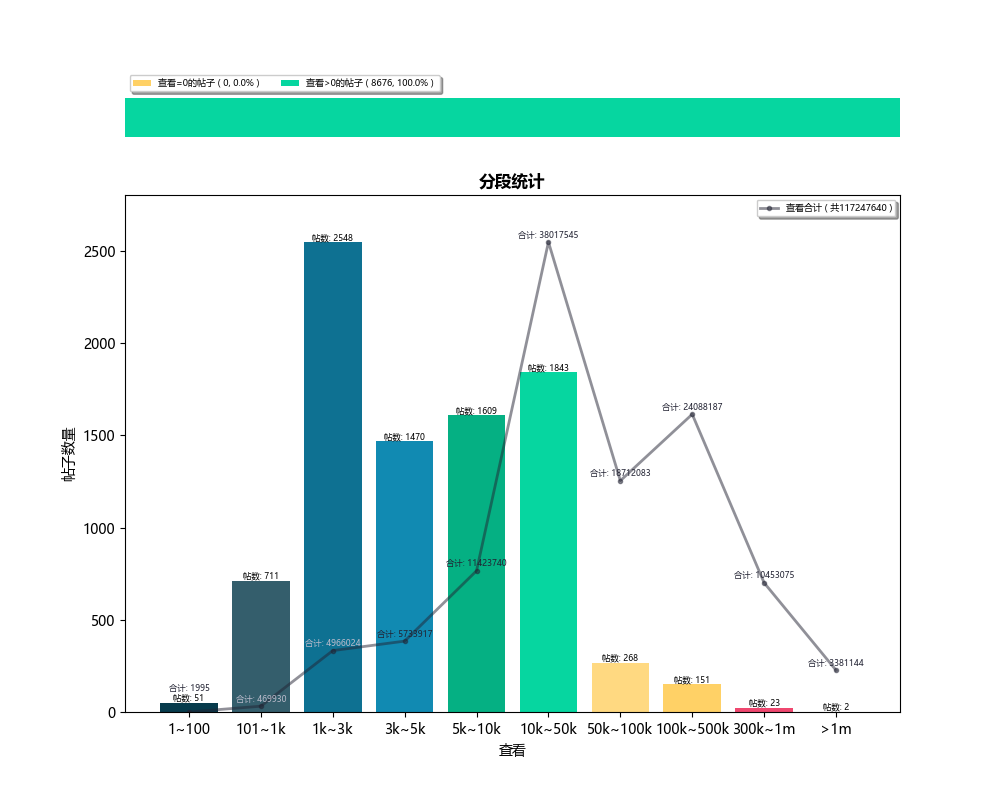 查看=0的帖子 ( 0, 0.0% )
查看>0的帖子 ( 8676, 100.0% )
分段统计
查看合计 ( 共117247640 )
帖子数量
2500
2000
1500
1000
500
0
帖数: 51
帖数: 711
帖数: 2548
帖数: 1470
帖数: 1609
帖数: 1843
帖数: 268
帖数: 151
帖数: 23
帖数: 2
合计: 1995
合计: 469930
合计: 4966024
合计: 5733917
合计: 11423740
合计: 38017545
合计: 18712083
合计: 24088187
合计: 10453075
合计: 3381144
1~100
101~1k
1k~3k
3k~5k
5k~10k
10k~50k
50k~100k
100k~500k
300k~1m
>1m
查看